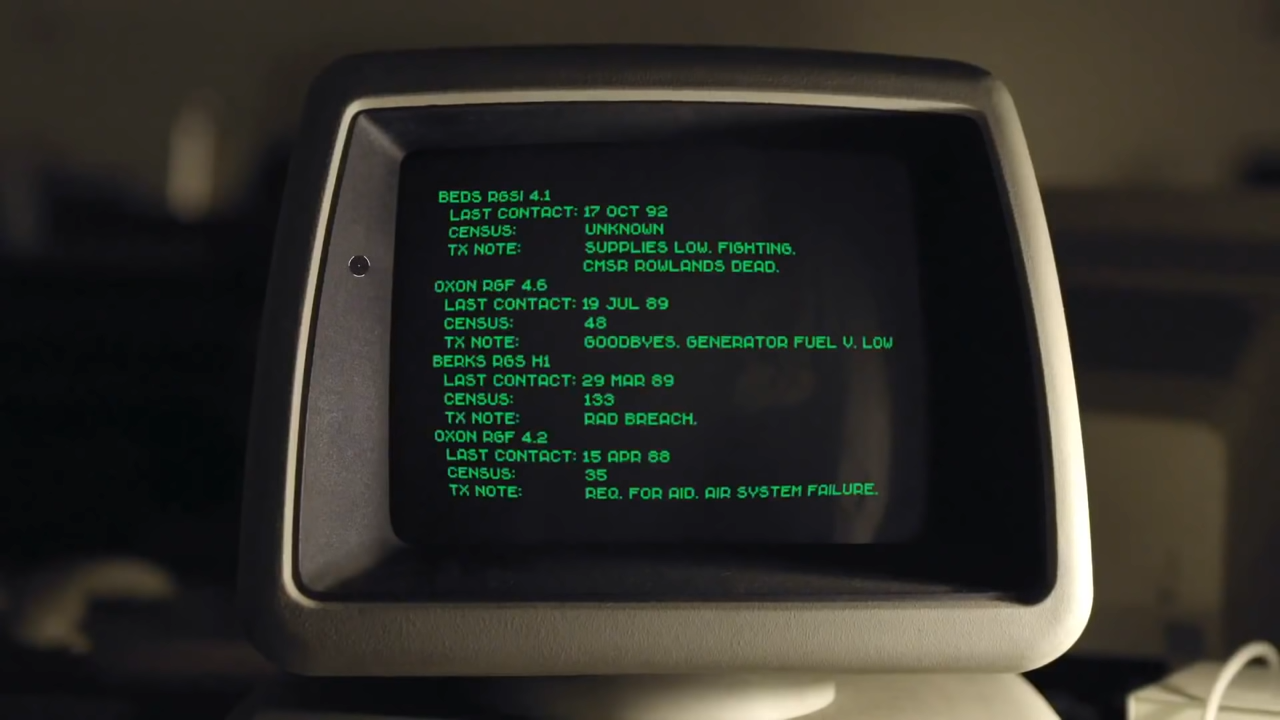 BEDS RGSI 4.1
LAST CONTACT: 17 OCT 92
CENSUS: UNKNOWN
TX NOTE: SUPPLIES LOW. FIGHTING.
CMSR ROWLANDS DEAD.
OXON RGF 4.6
LAST CONTACT: 19 JUL 89
CENSUS: 48
TX NOTE: GOODBYES. GENERATOR FUEL V. LOW
BERKS RGS H1
LAST CONTACT: 29 MAR 89
CENSUS: 133
TX NOTE: RAD BREACH.
OXON RGF 4.2
LAST CONTACT: 15 APR 88
CENSUS: 35
TX NOTE: REQ. FOR AID. AIR SYSTEM FAILURE.